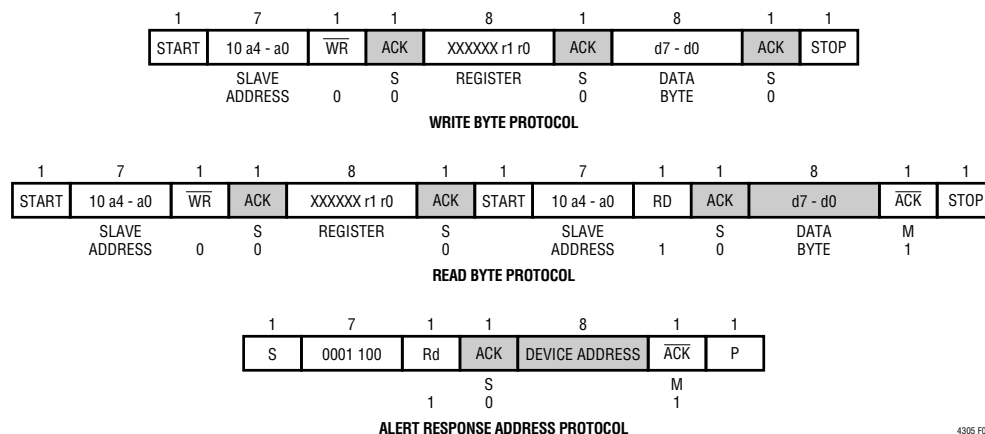 1 7 1 1 8 1 8 1 1
START 10 a4 - a0 WR ACK XXXXXX r1 r0 ACK d7 - d0 ACK STOP
SLAVE S REGISTER S DATA S
ADDRESS 0 0 0 BYTE 0
WRITE BYTE PROTOCOL
1 7 1 1 8 1 1 7 1 1 8 1 1
START 10 a4 - a0 WR ACK XXXXXX r1 r0 ACK START 10 a4 - a0 RD ACK d7 - d0 ACK STOP
SLAVE S REGISTER S SLAVE S DATA M
ADDRESS 0 0 0 ADDRESS 1 0 BYTE 1
READ BYTE PROTOCOL
1 7 1 1 8 1 1
S 0001 100 Rd ACK DEVICE ADDRESS ACK P
S M
1 0 1
ALERT RESPONSE ADDRESS PROTOCOL
4305